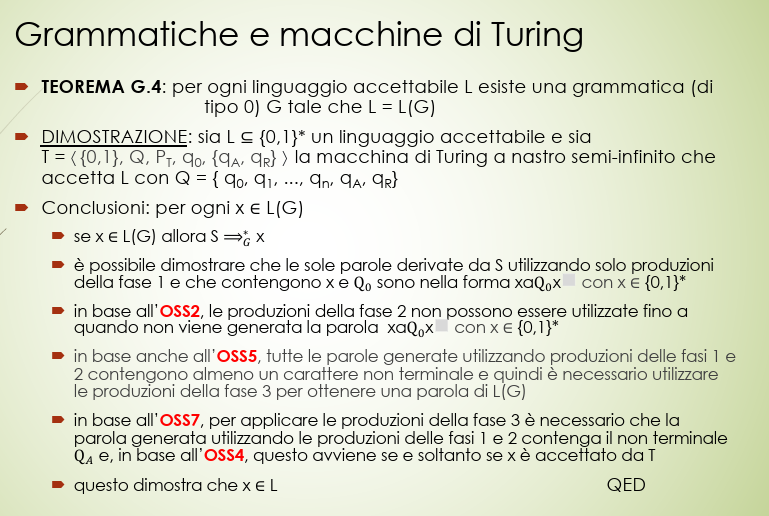 Grammatiche e macchine di Turing
TEOREMA G.4: per ogni linguaggio accettabile L esiste una grammatica (di
tipo 0) G tale che L = L(G)
DIMOSTRAZIONE: sia L ⊆ {0,1}* un linguaggio accettabile e sia
T = ⟨ {0,1}, Q, P_T, q_0, {q_A, q_R} ⟩ la macchina di Turing a nastro semi-infinito che
accetta L con Q = { q_0, q_1, ..., q_n, q_A, q_R}
Conclusioni: per ogni x ∈ L(G)
se x ∈ L(G) allora S ⟹*_G x
è possibile dimostrare che le sole parole derivate da S utilizzando solo produzioni
della fase 1 e che contengono x e Q_0 sono nella forma xaQ_0x■ con x ∈ {0,1}*
in base all'OSS2, le produzioni della fase 2 non possono essere utilizzate fino a
quando non viene generata la parola xaQ_0x■ con x ∈ {0,1}*
in base anche all'OSS5, tutte le parole generate utilizzando produzioni delle fasi 1 e
2 contengono almeno un carattere non terminale e quindi è necessario utilizzare
le produzioni della fase 3 per ottenere una parola di L(G)
in base all'OSS7, per applicare le produzioni della fase 3 è necessario che la
parola generata utilizzando le produzioni delle fasi 1 e 2 contenga il non terminale
Q_A e, in base all'OSS4, questo avviene se e soltanto se x è accettato da T
questo dimostra che x ∈ L QED